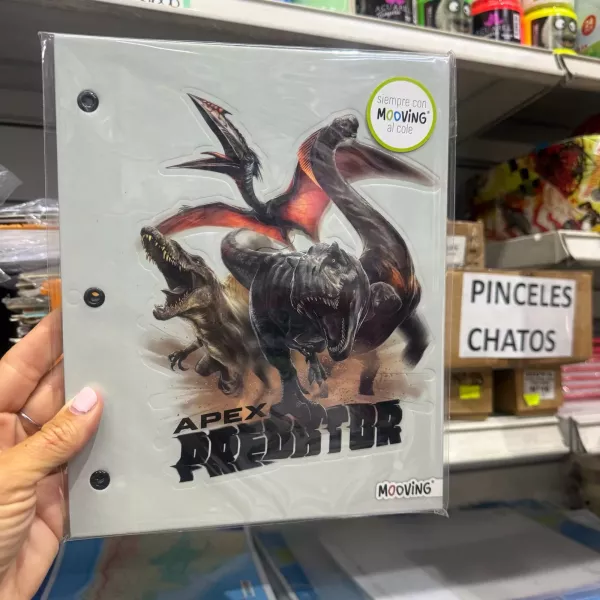 siempre con
MOOVING®
al cole
PINCELES
CHATOS
APEX
PREDATOR
MOOVING®